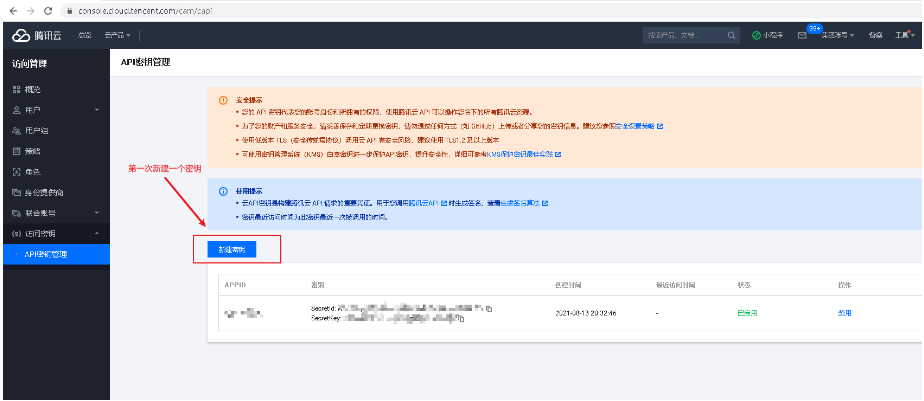 console.cloud.tencent.com/cam/capi
腾讯云
总览
云产品
搜索产品、文档...
小程序
99+
集团账号
备案
工具
访问管理
API密钥管理
概览
用户
用户组
策略
角色
身份提供商
联合账号
访问密钥
API密钥管理
安全提示
您的 API 密钥代表您的账号身份和所拥有的权限，使用腾讯云 API 可以操作您名下的所有腾讯云资源。
为了您的财产和服务安全，请妥善保存和定期更换密钥，请勿通过任何方式（如 GitHub）上传或者分享您的密钥信息。建议您参照安全设置策略
使用低版本 TLS（安全传输层协议）调用云 API 有安全风险，建议使用 TLS1.2 及以上版本
可使用密钥管理系统（KMS）白盒密钥进一步保护API密钥，提升安全性，详细可参考KMS保护密钥最佳实践
第一次新建一个密钥
使用提示
云API密钥是构建腾讯云 API 请求的重要凭证。用于您调用腾讯云API 时生成签名，查看生成签名算法
密钥最近访问时间为此密钥最近一次被调用的时间。
新建密钥
APPID 密钥 创建时间 最近访问时间 状态 操作
SecretId:
SecretKey:
2021-08-13 20:32:46 - 已启用 禁用